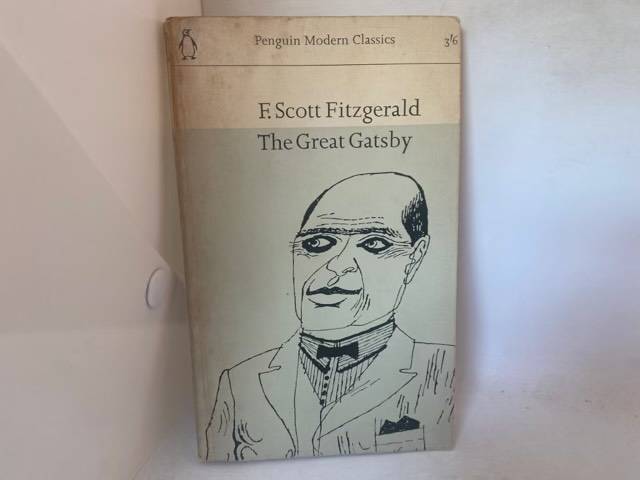 Penguin Modern Classics 3/6
F. Scott Fitzgerald
The Great Gatsby